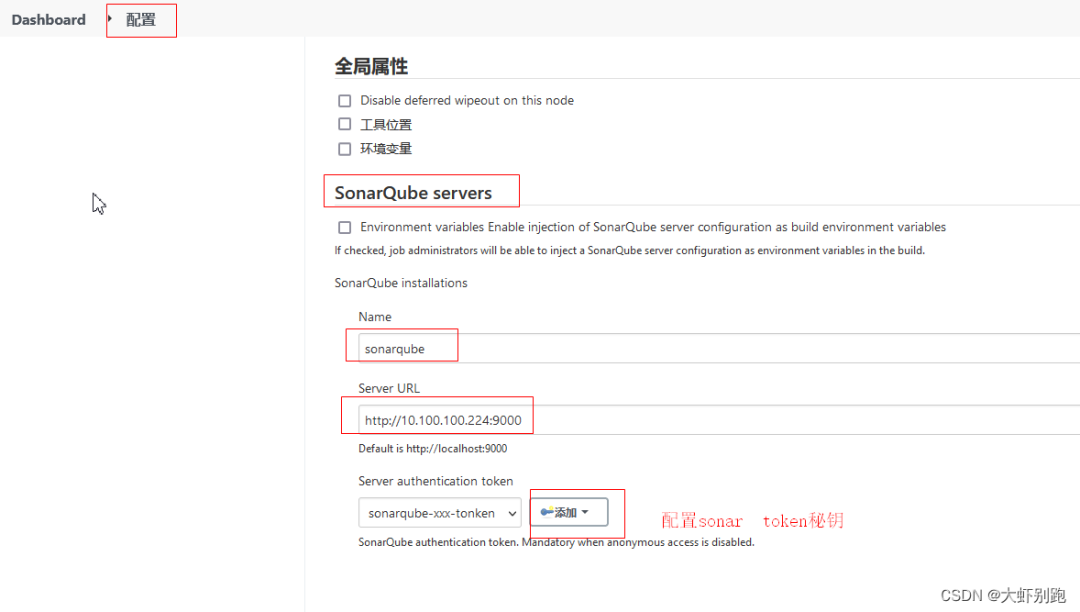 Dashboard 配置
全局属性
Disable deferred wipeout on this node
工具位置
环境变量
SonarQube servers
Environment variables Enable injection of SonarQube server configuration as build environment variables
If checked, job administrators will be able to inject a SonarQube server configuration as environment variables in the build.
SonarQube installations
Name
sonarqube
Server URL
http://10.100.100.224:9000
Default is http://localhost:9000
Server authentication token
sonarqube-xxx-tonken 添加 配置sonar token秘钥
SonarQube authentication token. Mandatory when anonymous access is disabled.
CSDN @大虾别跑